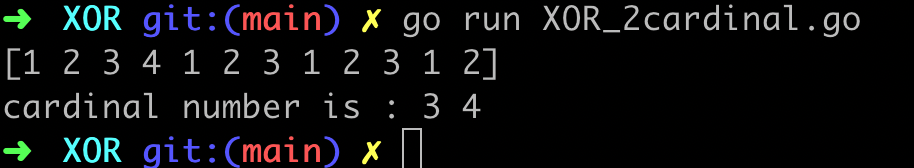 ➜ XOR git:(main) ✗ go run XOR_2cardinal.go
[1 2 3 4 1 2 3 1 2 3 1 2]
cardinal number is : 3 4
➜ XOR git:(main) ✗